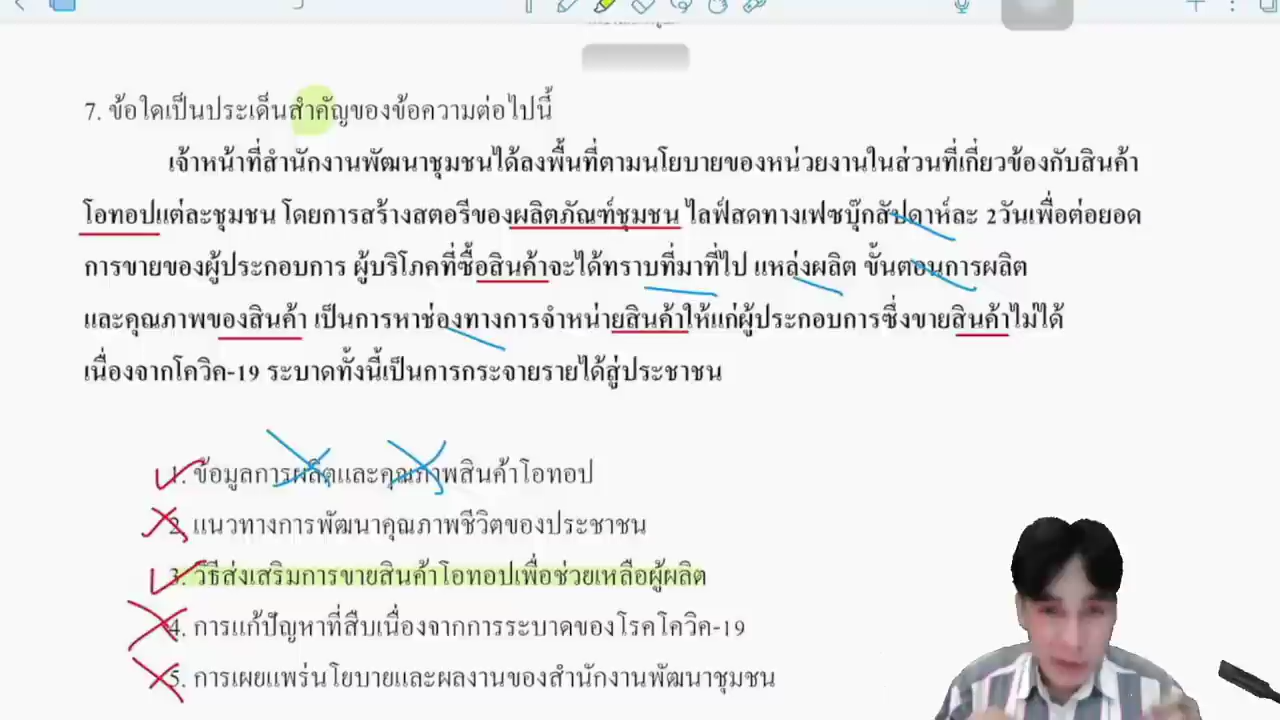 7. ข้อใดเป็นประเด็นสำคัญของข้อความต่อไปนี้
เจ้าหน้าที่สำนักงานพัฒนาชุมชนได้ลงพื้นที่ตามนโยบายของหน่วยงานในส่วนที่เกี่ยวข้องกับสินค้า
โอทอปแต่ละชุมชน โดยการสร้างสตอรีของผลิตภัณฑ์ชุมชน ไลฟ์สดทางเฟซบุ๊กสัปดาห์ละ 2วันเพื่อต่อยอด
การขายของผู้ประกอบการ ผู้บริโภคที่ซื้อสินค้าจะได้ทราบที่มาที่ไป แหล่งผลิต ขั้นตอนการผลิต
และคุณภาพของสินค้า เป็นการหาช่องทางการจำหน่ายสินค้าให้แก่ผู้ประกอบการซึ่งขายสินค้าไม่ได้
เนื่องจากโควิด-19 ระบาดทั้งนี้เป็นการกระจายรายได้สู่ประชาชน
1. ข้อมูลการผลิตและคุณภาพสินค้าโอทอป
2. แนวทางการพัฒนาคุณภาพชีวิตของประชาชน
3. วิธีส่งเสริมการขายสินค้าโอทอปเพื่อช่วยเหลือผู้ผลิต
4. การแก้ปัญหาที่สืบเนื่องจากการระบาดของโรคโควิด-19
5. การเผยแพร่นโยบายและผลงานของสำนักงานพัฒนาชุมชน